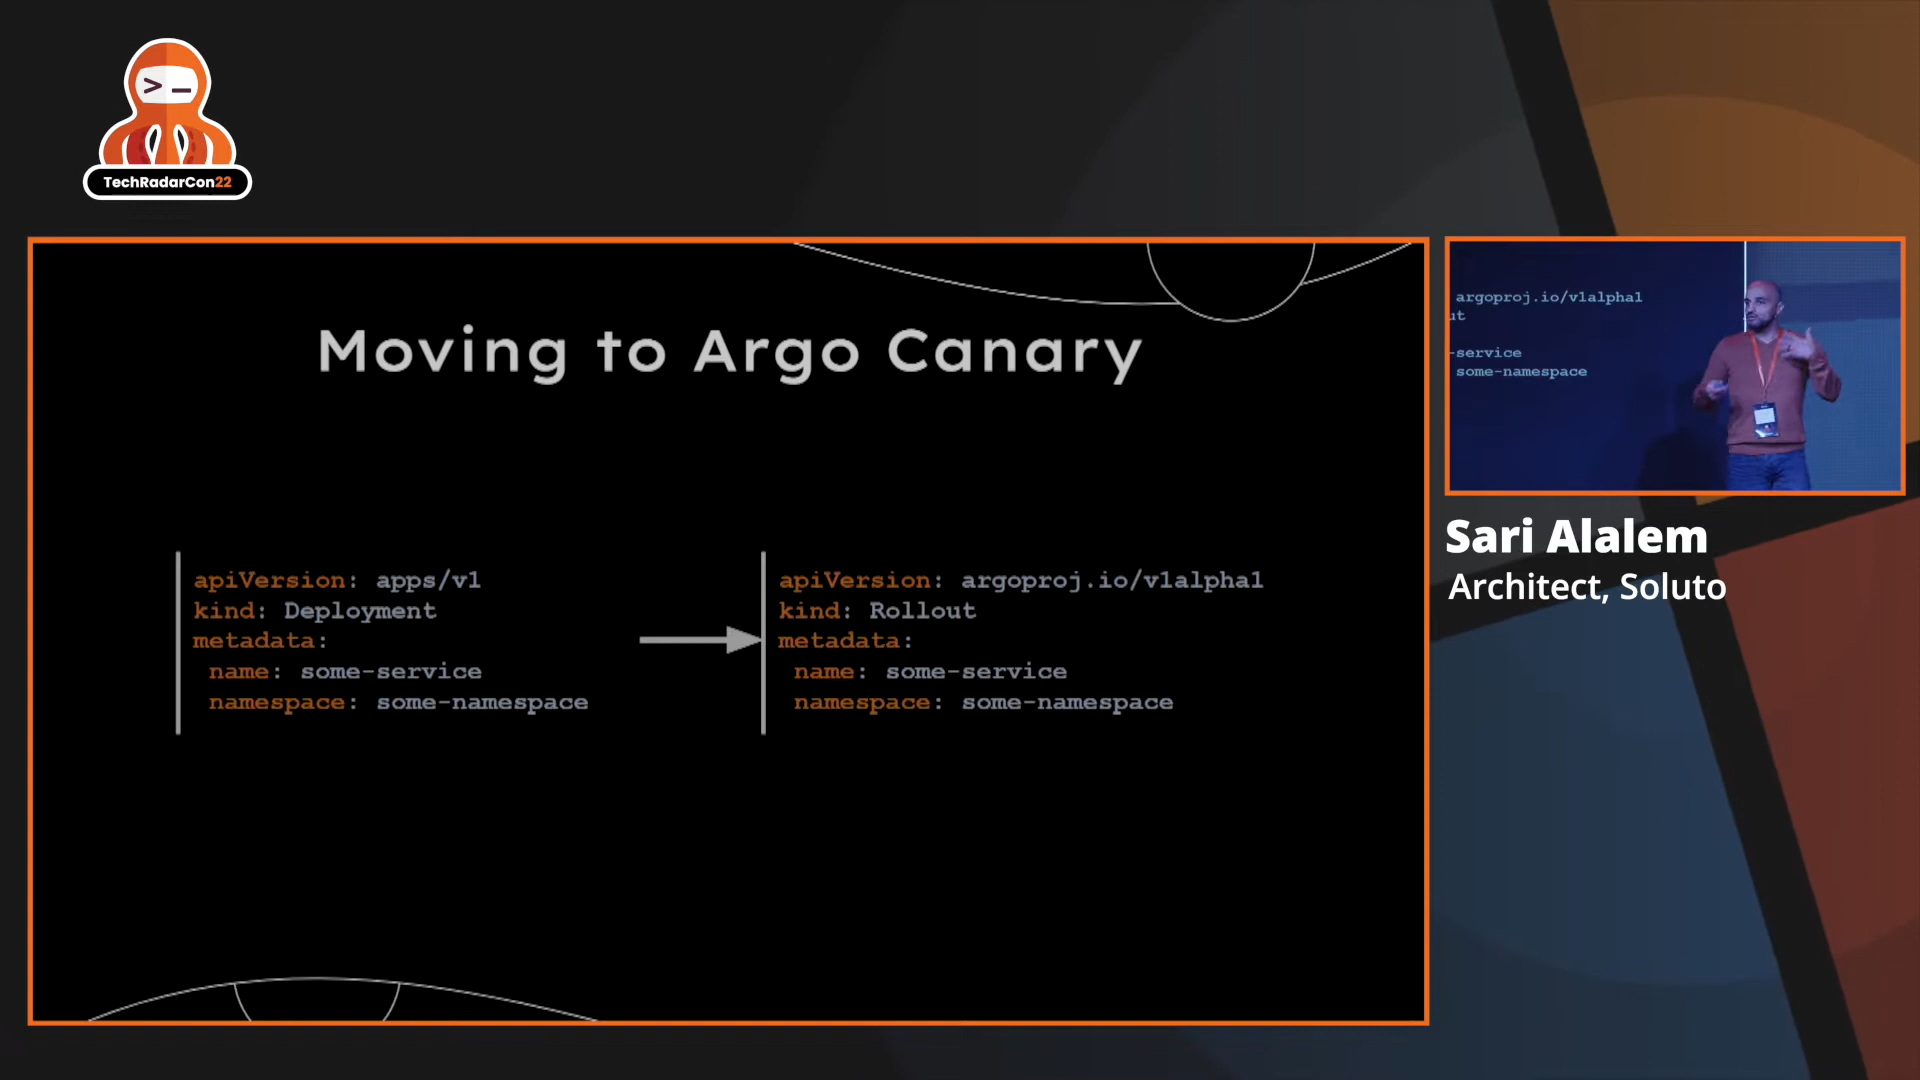 >_
TechRadarCon22
Moving to Argo Canary
apiVersion: apps/v1
kind: Deployment
metadata:
name: some-service
namespace: some-namespace
apiVersion: argoproj.io/v1alpha1
kind: Rollout
metadata:
name: some-service
namespace: some-namespace
argoproj.io/v1alpha1
ut
-service
some-namespace
Sari Alalem
Architect, Soluto